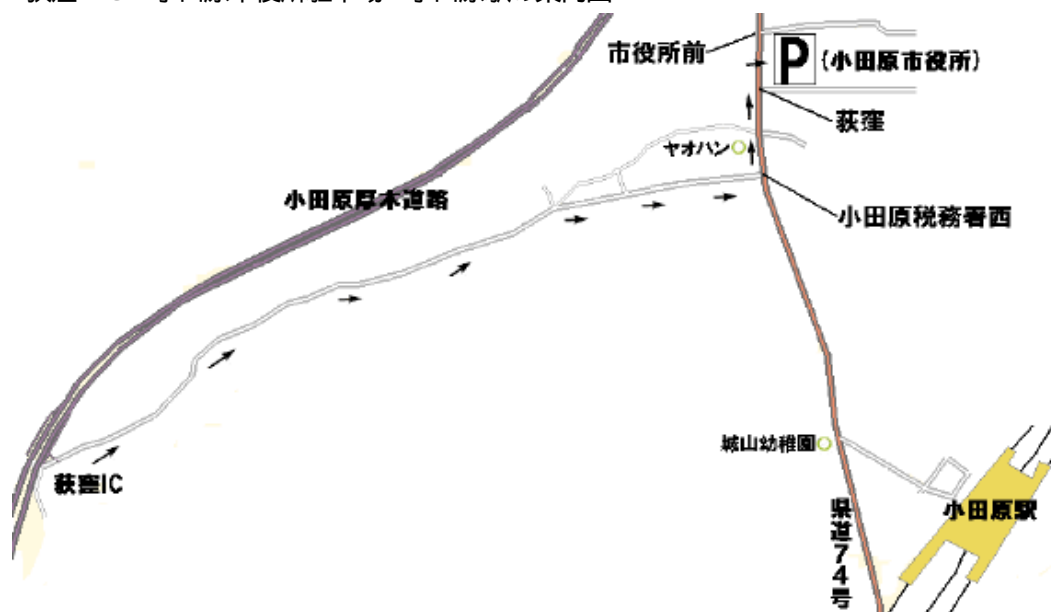 市役所前
P
(小田原市役所)
荻窪
ヤオハン
小田原厚木道路
小田原税務署西
城山幼稚園
荻窪IC
小田原駅
県道74号